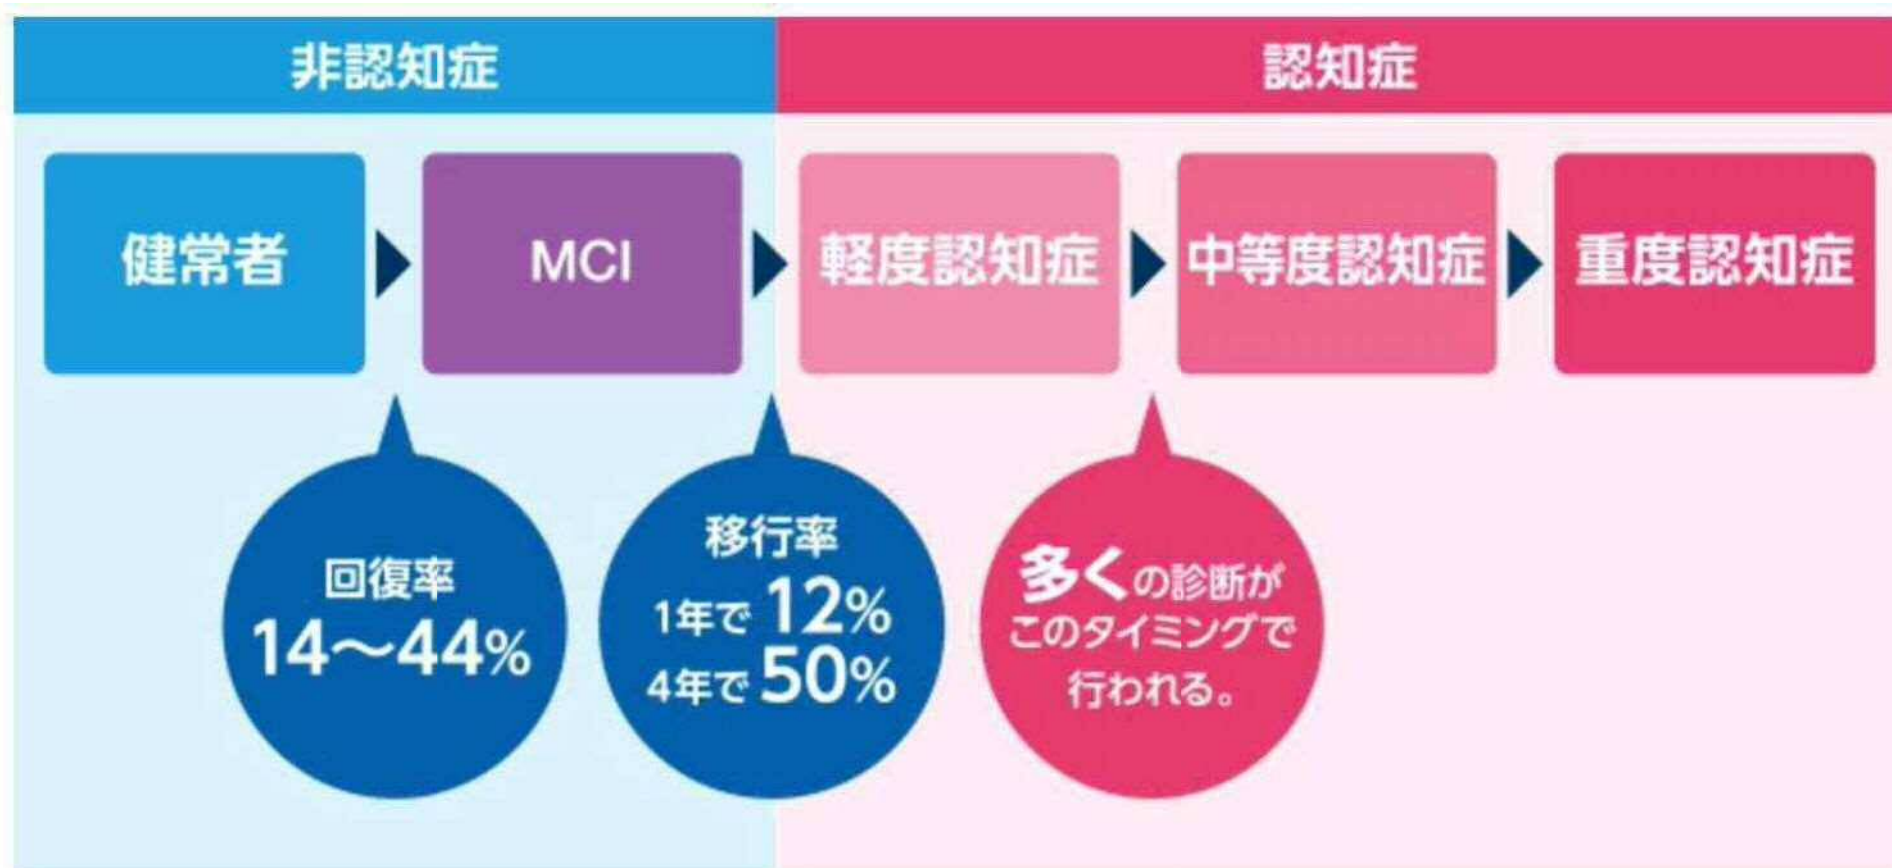 非認知症
認知症
健常者
MCI
軽度認知症
中等度認知症
重度認知症
回復率
14〜44%
移行率
1年で12%
4年で50%
多くの診断が
このタイミングで
行われる。